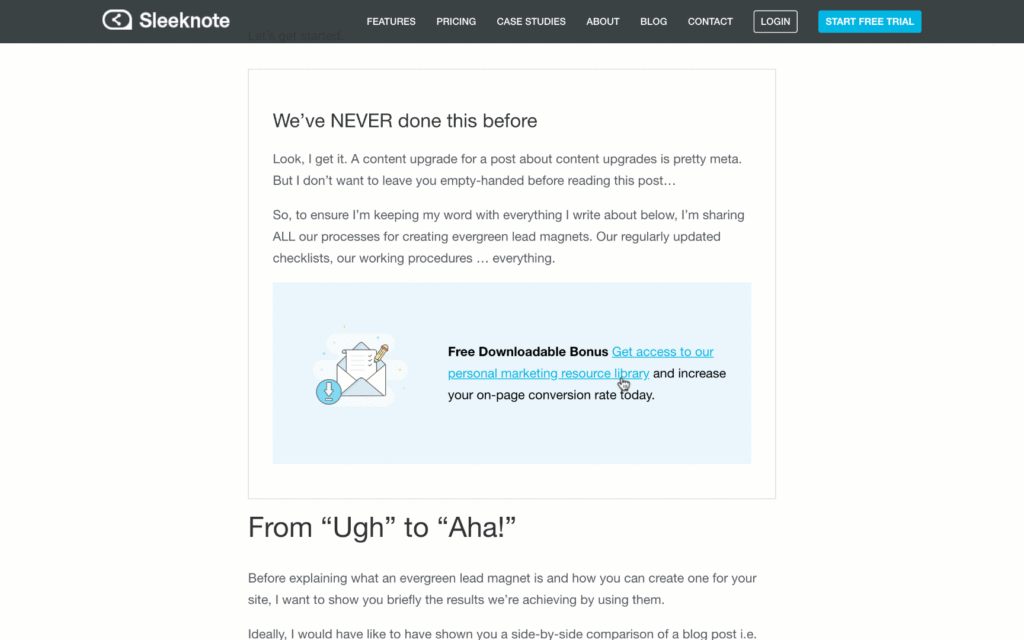 Sleeknote
FEATURES PRICING CASE STUDIES ABOUT BLOG CONTACT LOGIN START FREE TRIAL
Let's get started.
We’ve NEVER done this before
Look, I get it. A content upgrade for a post about content upgrades is pretty meta.
But I don’t want to leave you empty-handed before reading this post…
So, to ensure I’m keeping my word with everything I write about below, I’m sharing
ALL our processes for creating evergreen lead magnets. Our regularly updated
checklists, our working procedures … everything.
Free Downloadable Bonus Get access to our
personal marketing resource library and increase
your on-page conversion rate today.
From “Ugh” to “Aha!”
Before explaining what an evergreen lead magnet is and how you can create one for your
site, I want to show you briefly the results we’re achieving by using them.
Ideally, I would have like to have shown you a side-by-side comparison of a blog post i.e.